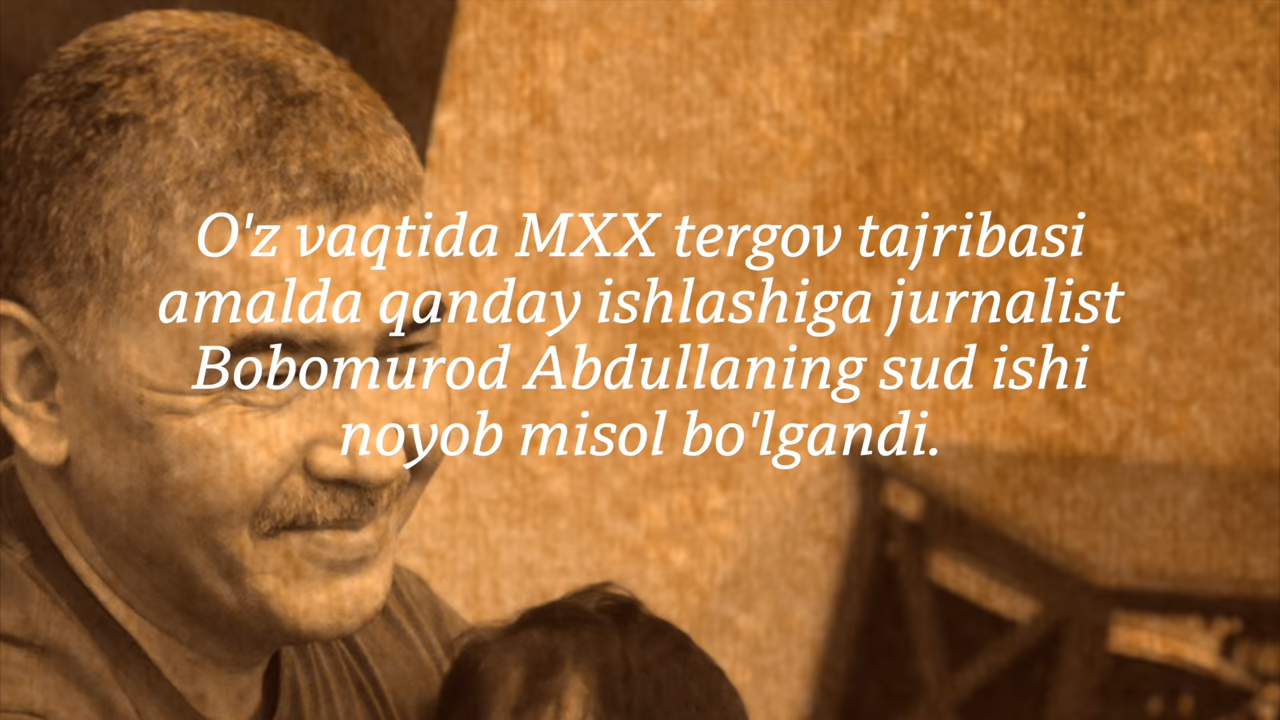 O'z vaqtida MXX tergov tajribasi
amalda qanday ishlashiga jurnalist
Bobomurod Abdullaning sud ishi
noyob misol bo'lgandi.